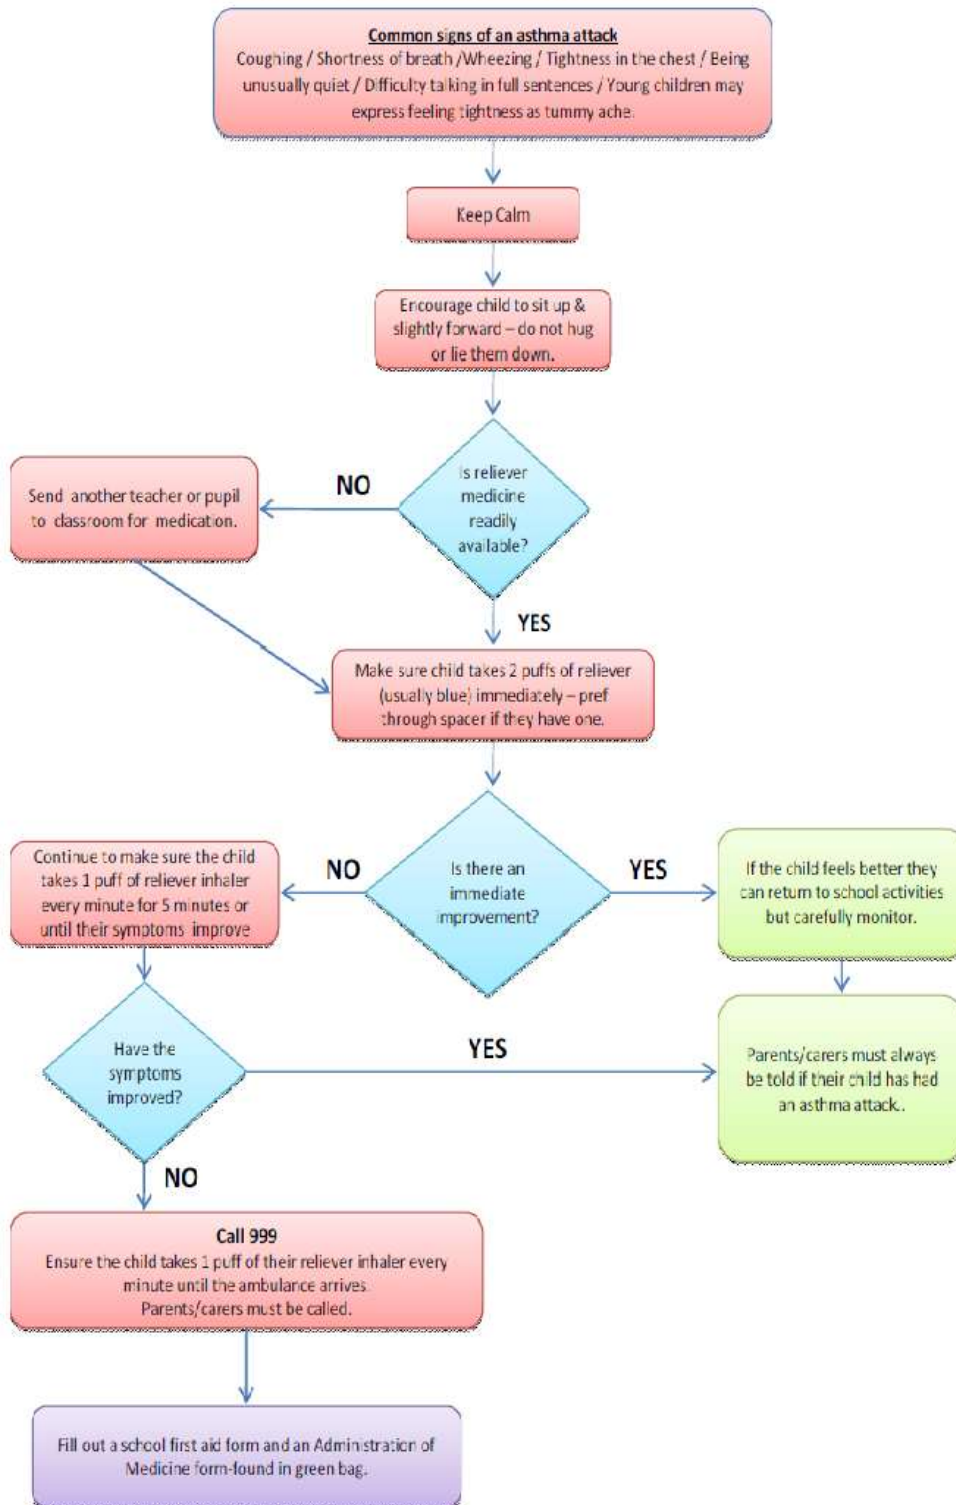 Common signs of an asthma attack
Coughing / Shortness of breath /Wheezing / Tightness in the chest / Being
unusually quiet / Difficulty talking in full sentences / Young children may
express feeling tightness as tummy ache.
Keep Calm
Encourage child to sit up &
slightly forward – do not hug
or lie them down.
Is reliever
medicine
readily
available?
NO
Send another teacher or pupil
to classroom for medication.
YES
Make sure child takes 2 puffs of reliever
(usually blue) immediately – pref
through spacer if they have one.
Is there an
immediate
improvement?
NO
Continue to make sure the child
takes 1 puff of reliever inhaler
every minute for 5 minutes or
until their symptoms improve
YES
If the child feels better they
can return to school activities
but carefully monitor.
Have the
symptoms
improved?
YES
Parents/carers must always
be told if their child has had
an asthma attack..
NO
Call 999
Ensure the child takes 1 puff of their reliever inhaler every
minute until the ambulance arrives.
Parents/carers must be called.
Fill out a school first aid form and an Administration of
Medicine form-found in green bag.